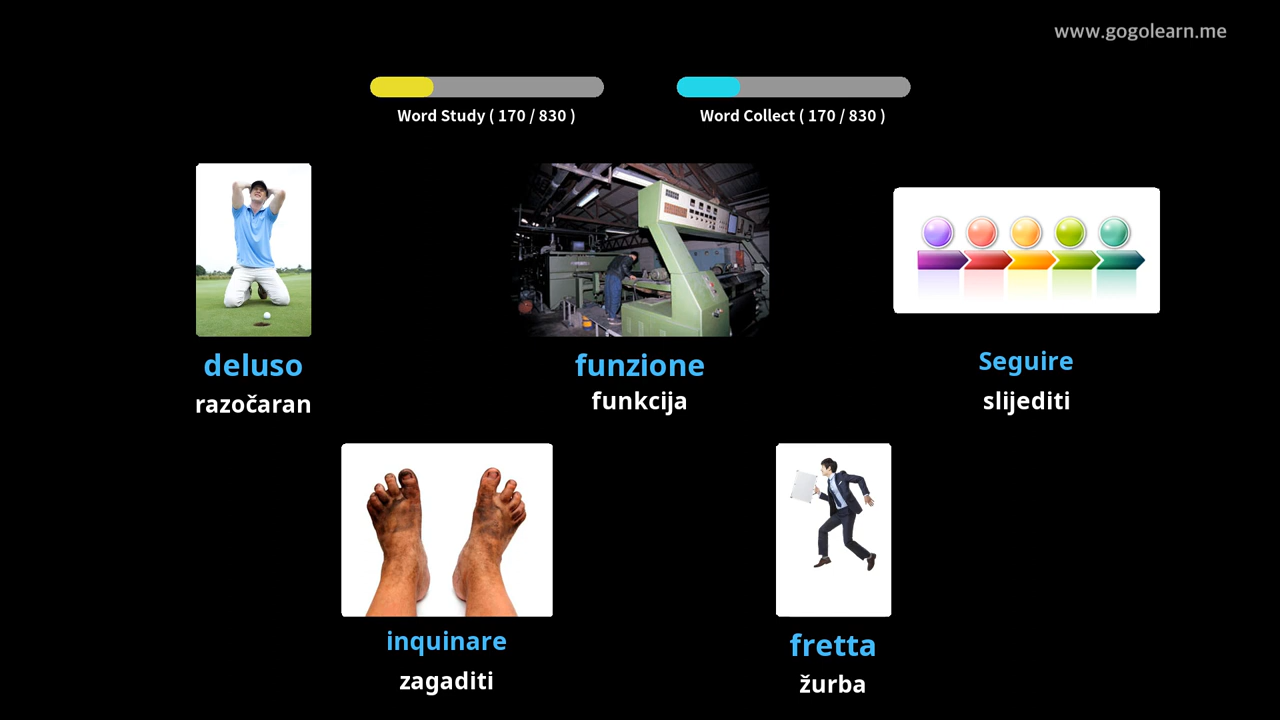 www.gogolearn.me
Word Study ( 170 / 830 )
Word Collect ( 170 / 830 )
deluso
razočaran
funzione
funkcija
Seguire
slijediti
inquinare
zagaditi
fretta
žurba